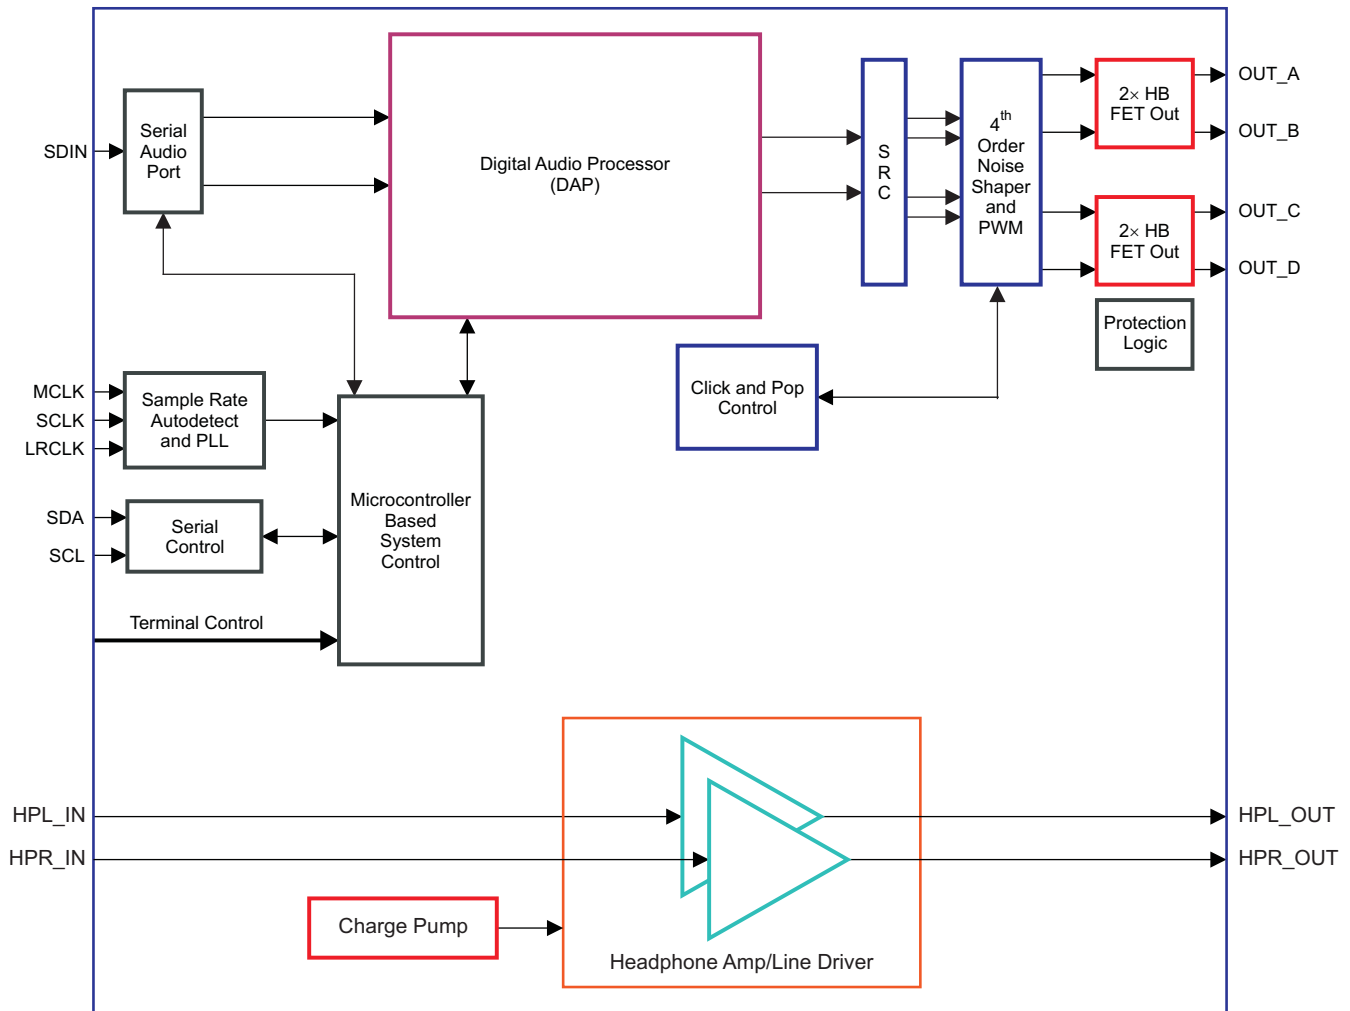 SDIN
Serial
Audio
Port
Digital Audio Processor
(DAP)
S
R
C
4th
Order
Noise
Shaper
and
PWM
2× HB
FET Out
2× HB
FET Out
OUT_A
OUT_B
OUT_C
OUT_D
Protection
Logic
Click and Pop
Control
MCLK
SCLK
LRCLK
Sample Rate
Autodetect
and PLL
SDA
SCL
Serial
Control
Microcontroller
Based
System
Control
Terminal Control
HPL_IN
HPR_IN
HPL_OUT
HPR_OUT
Charge Pump
Headphone Amp/Line Driver